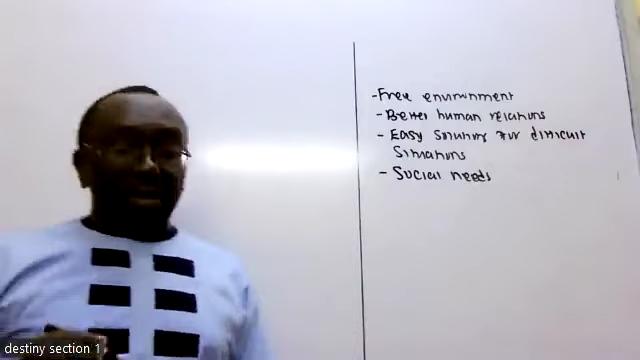 - Free environment
- Better human relations
- Easy solutions for difficult
situations
- Social needs
destiny section 1